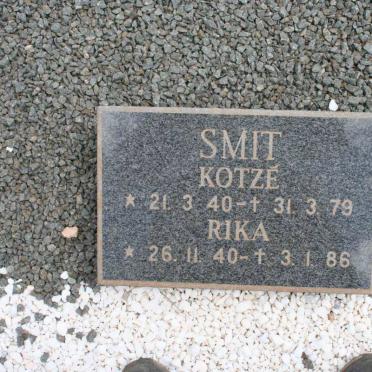 SMIT
KOTZÉ
* 21. 3 40-† 31. 3. 79
RIKA
* 26. 11. 40-† 3. 1. 86